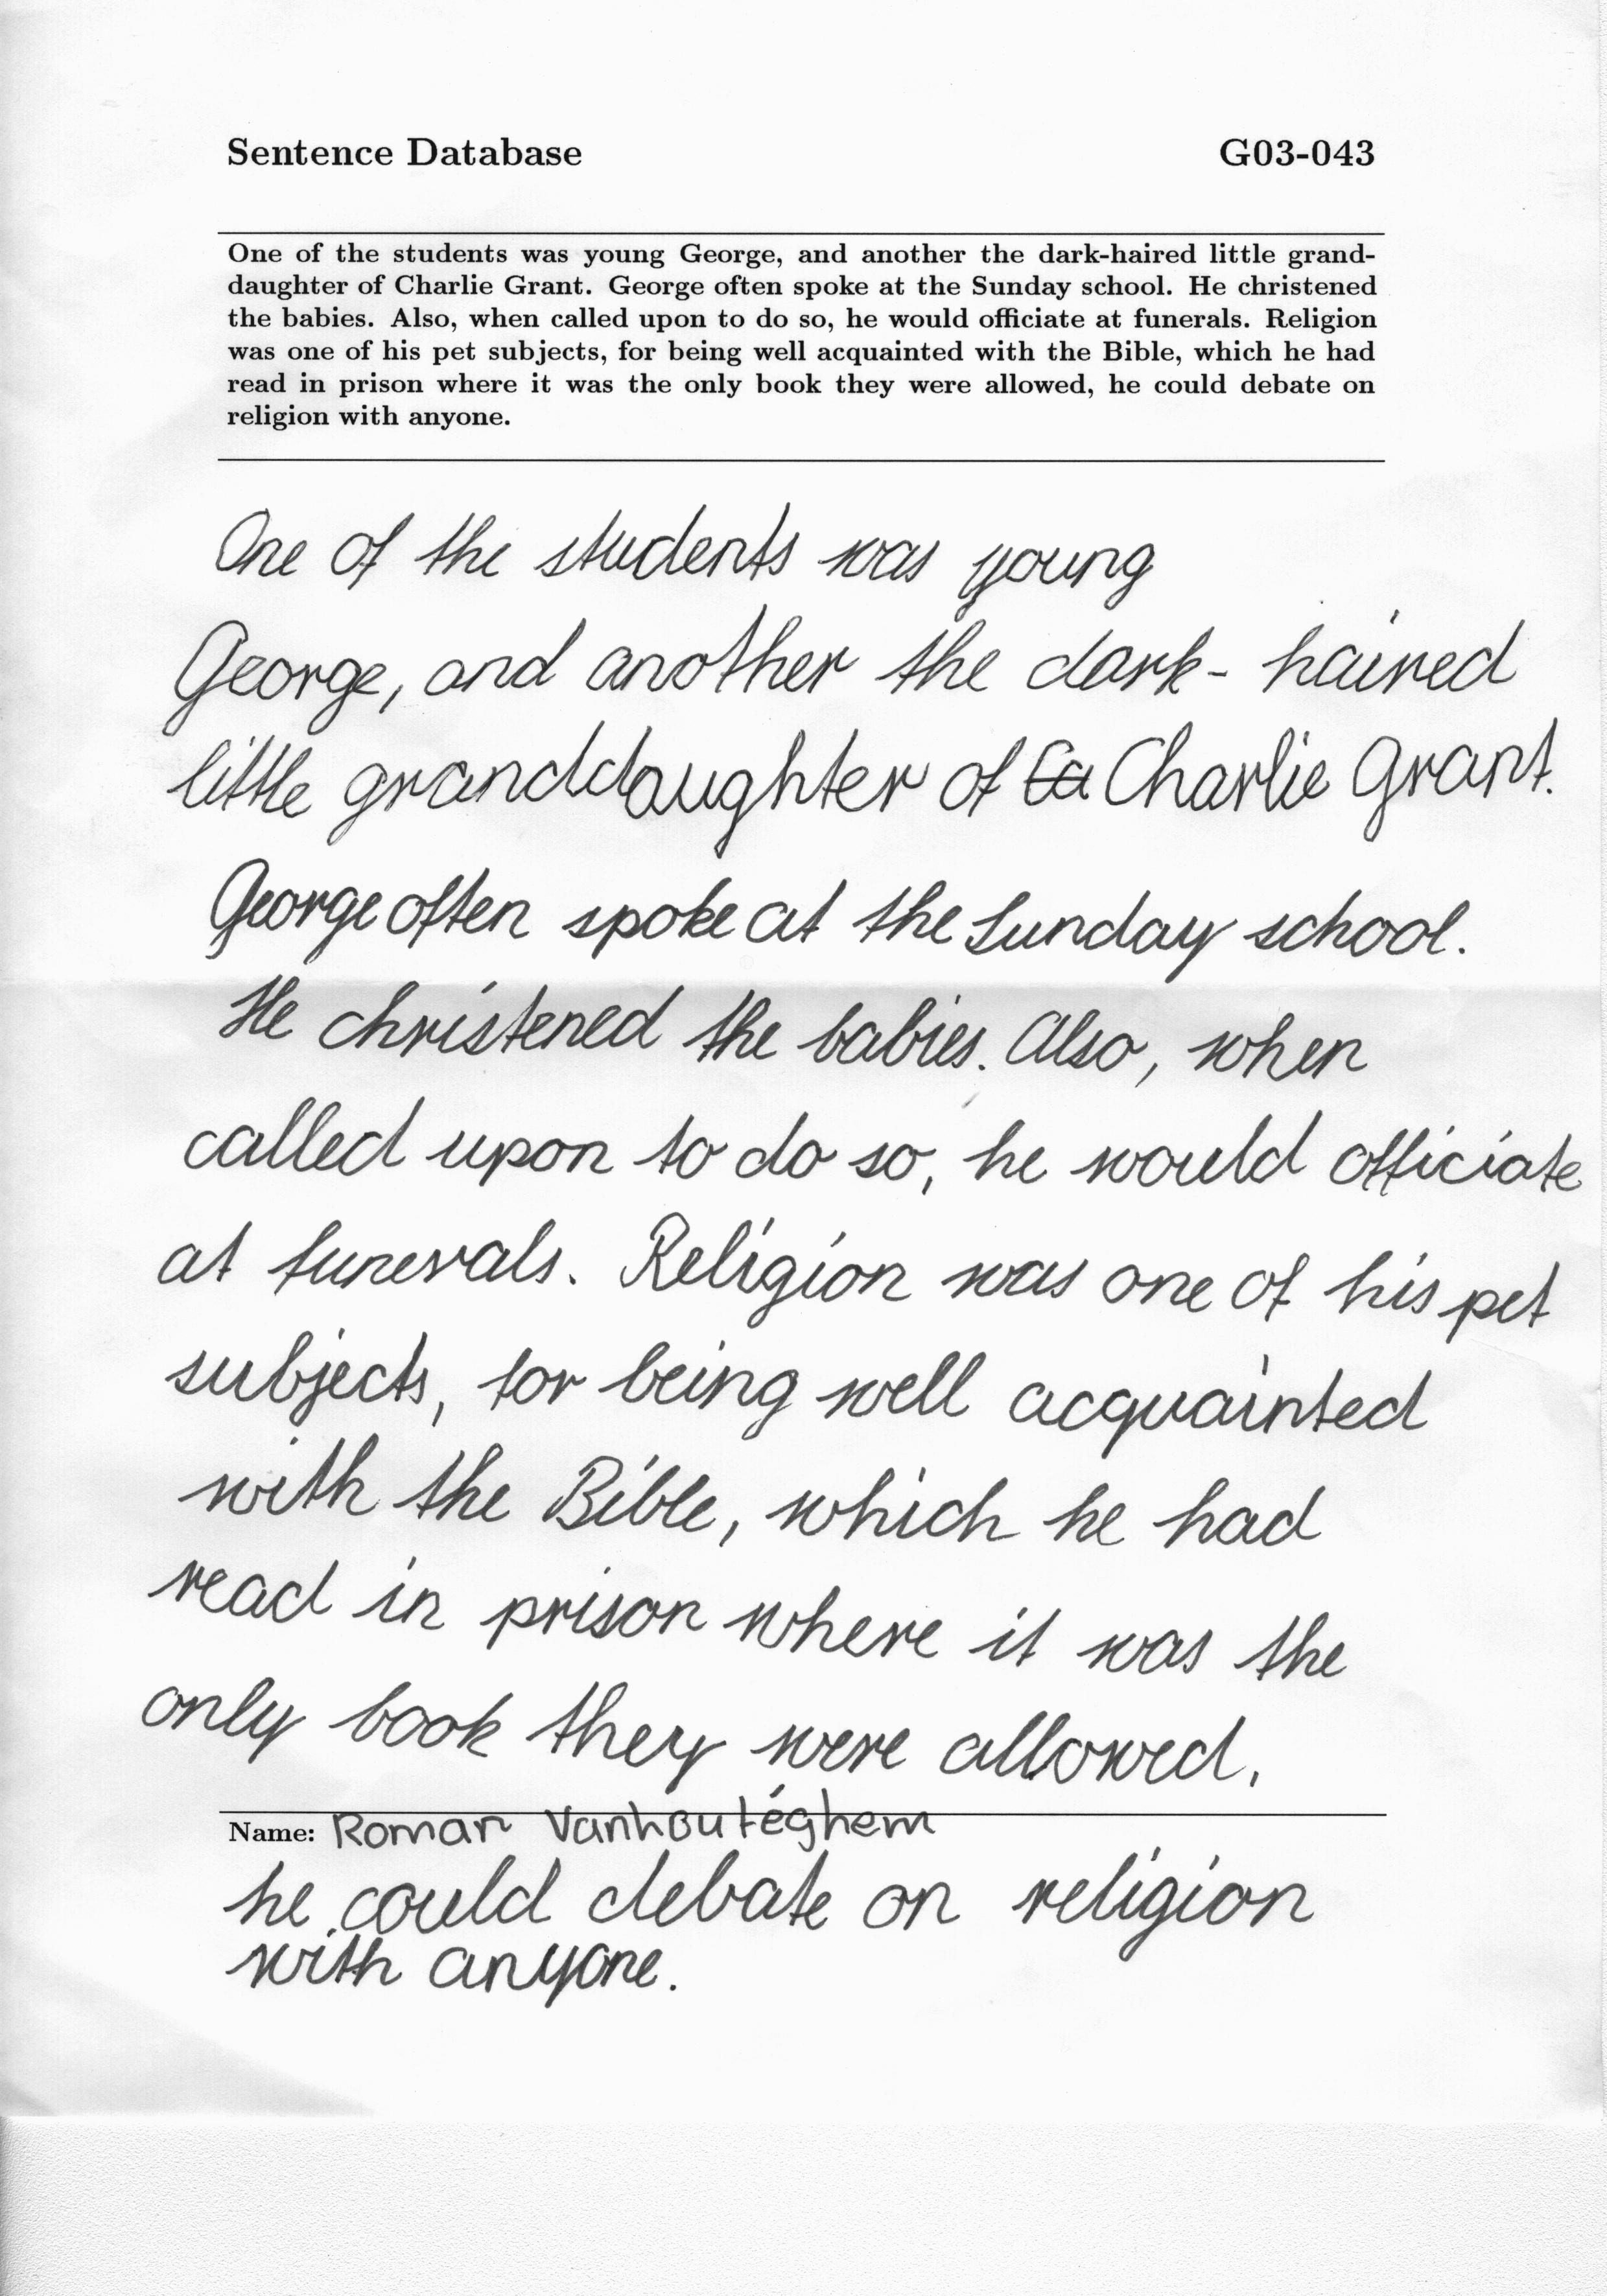 Sentence Database G03-043
One of the students was young George, and another the dark-haired little grand-
daughter of Charlie Grant. George often spoke at the Sunday school. He christened
the babies. Also, when called upon to do so, he would officiate at funerals. Religion
was one of his pet subjects, for being well acquainted with the Bible, which he had
read in prison where it was the only book they were allowed, he could debate on
religion with anyone.
One of the students was young
George, and another the dark- haired
little granddaughter of Ca Charlie Grant.
George often spoke at the Sunday school.
He christened the babies. Also, when
called upon to do so, he would officiate
at funerals. Religion was one of his pet
subjects, for being well acquainted
with the Bible, which he had
read in prison where it was the
only book they were allowed,
Name: Roman Vanhoutéghem
he could debate on religion
with anyone.